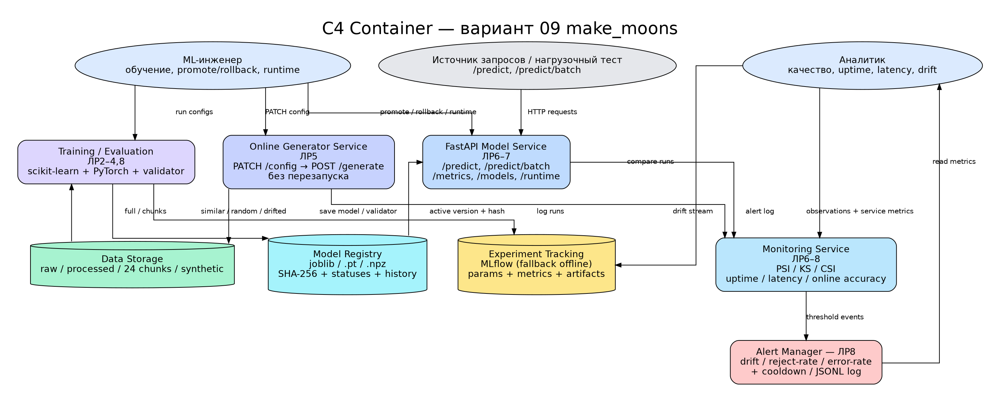 C4 Container — вариант 09 make_moons
ML-инженер
обучение, promote/rollback, runtime
Источник запросов / нагрузочный тест
/predict, /predict/batch
Аналитик
качество, uptime, latency, drift
run configs
PATCH config
promote / rollback / runtime
HTTP requests
Training / Evaluation
ЛР2–4,8
scikit-learn + PyTorch + validator
Online Generator Service
ЛР5
PATCH /config → POST /generate
без перезапуска
FastAPI Model Service
ЛР6–7
/predict, /predict/batch
/metrics, /models, /runtime
compare runs
read metrics
full / chunks
similar / random / drifted
save model / validator
active version + hash
log runs
drift stream
alert log
observations + service metrics
Data Storage
raw / processed / 24 chunks / synthetic
Model Registry
joblib / .pt / .npz
SHA-256 + statuses + history
Experiment Tracking
MLflow (fallback offline)
params + metrics + artifacts
Monitoring Service
ЛР6–8
PSI / KS / CSI
uptime / latency / online accuracy
threshold events
Alert Manager — ЛР8
drift / reject-rate / error-rate
+ cooldown / JSONL log